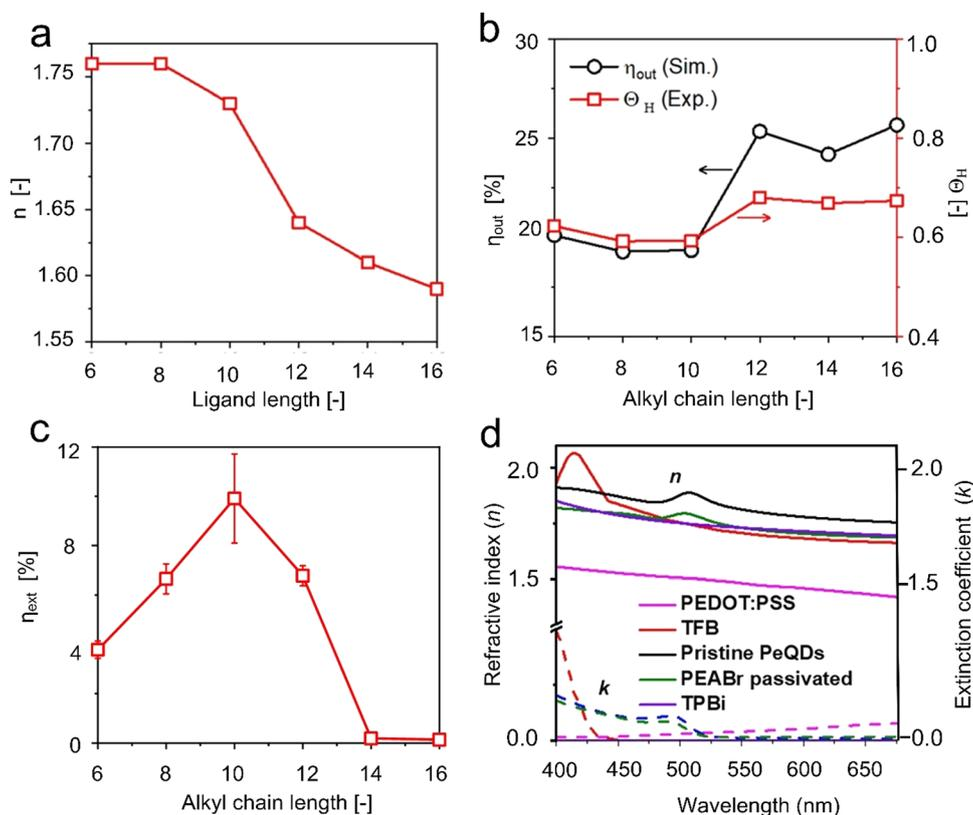 a
1.75
1.70
1.65
1.60
1.55
n [-]
6 8 10 12 14 16
Ligand length [-]
b
30
25
20
15
ηout [%]
ηout (Sim.)
ΘH (Exp.)
1.0
0.8
0.6
0.4
[-] ΘH
6 8 10 12 14 16
Alkyl chain length [-]
c
12
8
4
0
ηext [%]
6 8 10 12 14 16
Alkyl chain length [-]
d
2.0
1.5
0.0
Refractive index (n)
n
PEDOT:PSS
TFB
Pristine PeQDs
PEABr passivated
TPBi
k
2.0
1.5
0.0
Extinction coefficient (k)
400 450 500 550 600 650
Wavelength (nm)